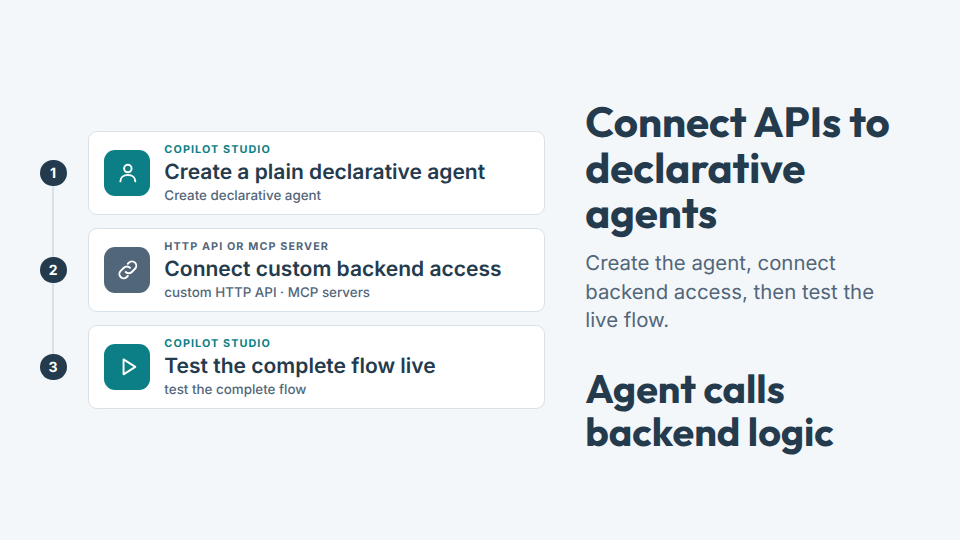 1
COPILOT STUDIO
Create a plain declarative agent
Create declarative agent
2
HTTP API OR MCP SERVER
Connect custom backend access
custom HTTP API · MCP servers
3
COPILOT STUDIO
Test the complete flow live
test the complete flow
Connect APIs to
declarative
agents
Create the agent, connect
backend access, then test the
live flow.
Agent calls
backend logic